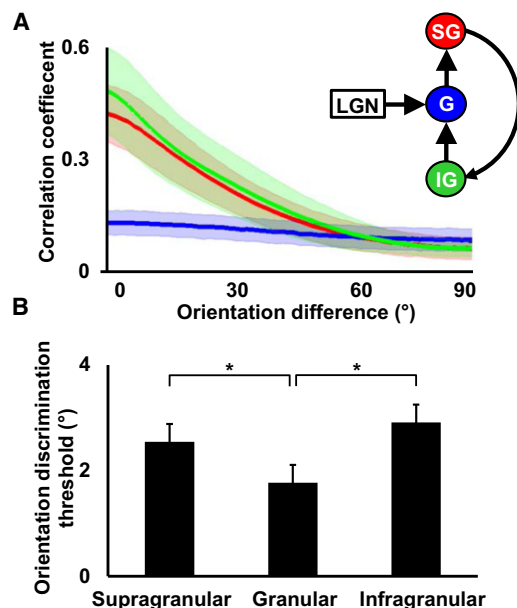 A
SG
0.6
LGN
G
0.3
IG
Correlation coeffiecent
0
0 30 60 90
Orientation difference (°)
B
4
* *
2
Orientation discrimination
threshold (°)
0
Supragranular Granular Infragranular